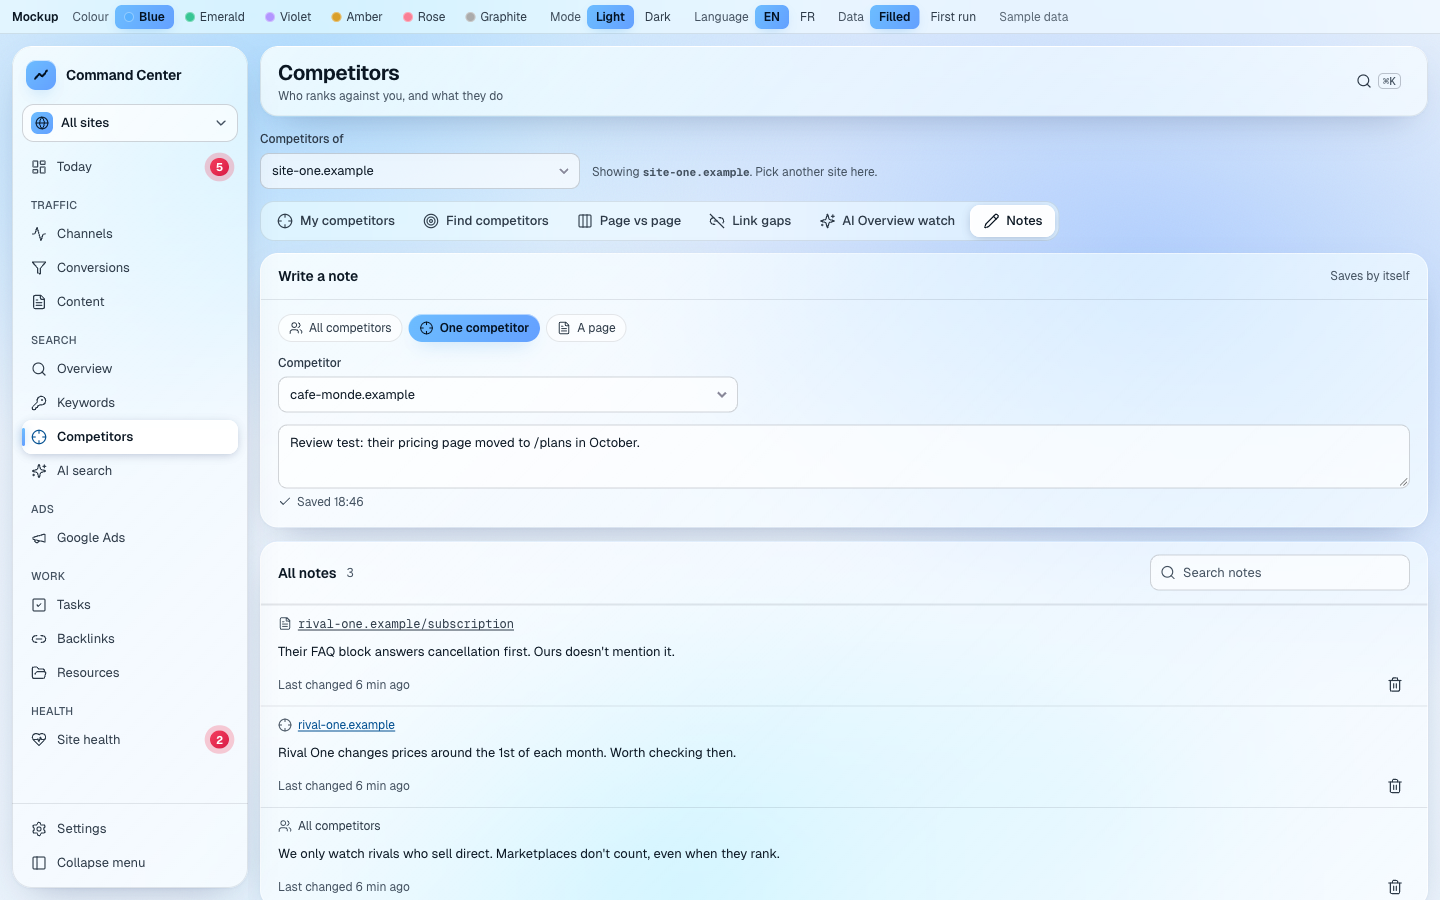 Mockup Colour Blue Emerald Violet Amber Rose Graphite Mode Light Dark Language EN FR Data Filled First run Sample data
Command Center
All sites
Today 5
TRAFFIC
Channels
Conversions
Content
SEARCH
Overview
Keywords
Competitors
AI search
ADS
Google Ads
WORK
Tasks
Backlinks
Resources
HEALTH
Site health 2
Settings
Collapse menu
Competitors
Who ranks against you, and what they do
⌘K
Competitors of
site-one.example
Showing site-one.example. Pick another site here.
My competitors Find competitors Page vs page Link gaps AI Overview watch Notes
Write a note Saves by itself
All competitors One competitor A page
Competitor
cafe-monde.example
Review test: their pricing page moved to /plans in October.
Saved 18:46
All notes 3 Search notes
rival-one.example/subscription
Their FAQ block answers cancellation first. Ours doesn't mention it.
Last changed 6 min ago
rival-one.example
Rival One changes prices around the 1st of each month. Worth checking then.
Last changed 6 min ago
All competitors
We only watch rivals who sell direct. Marketplaces don't count, even when they rank.
Last changed 6 min ago